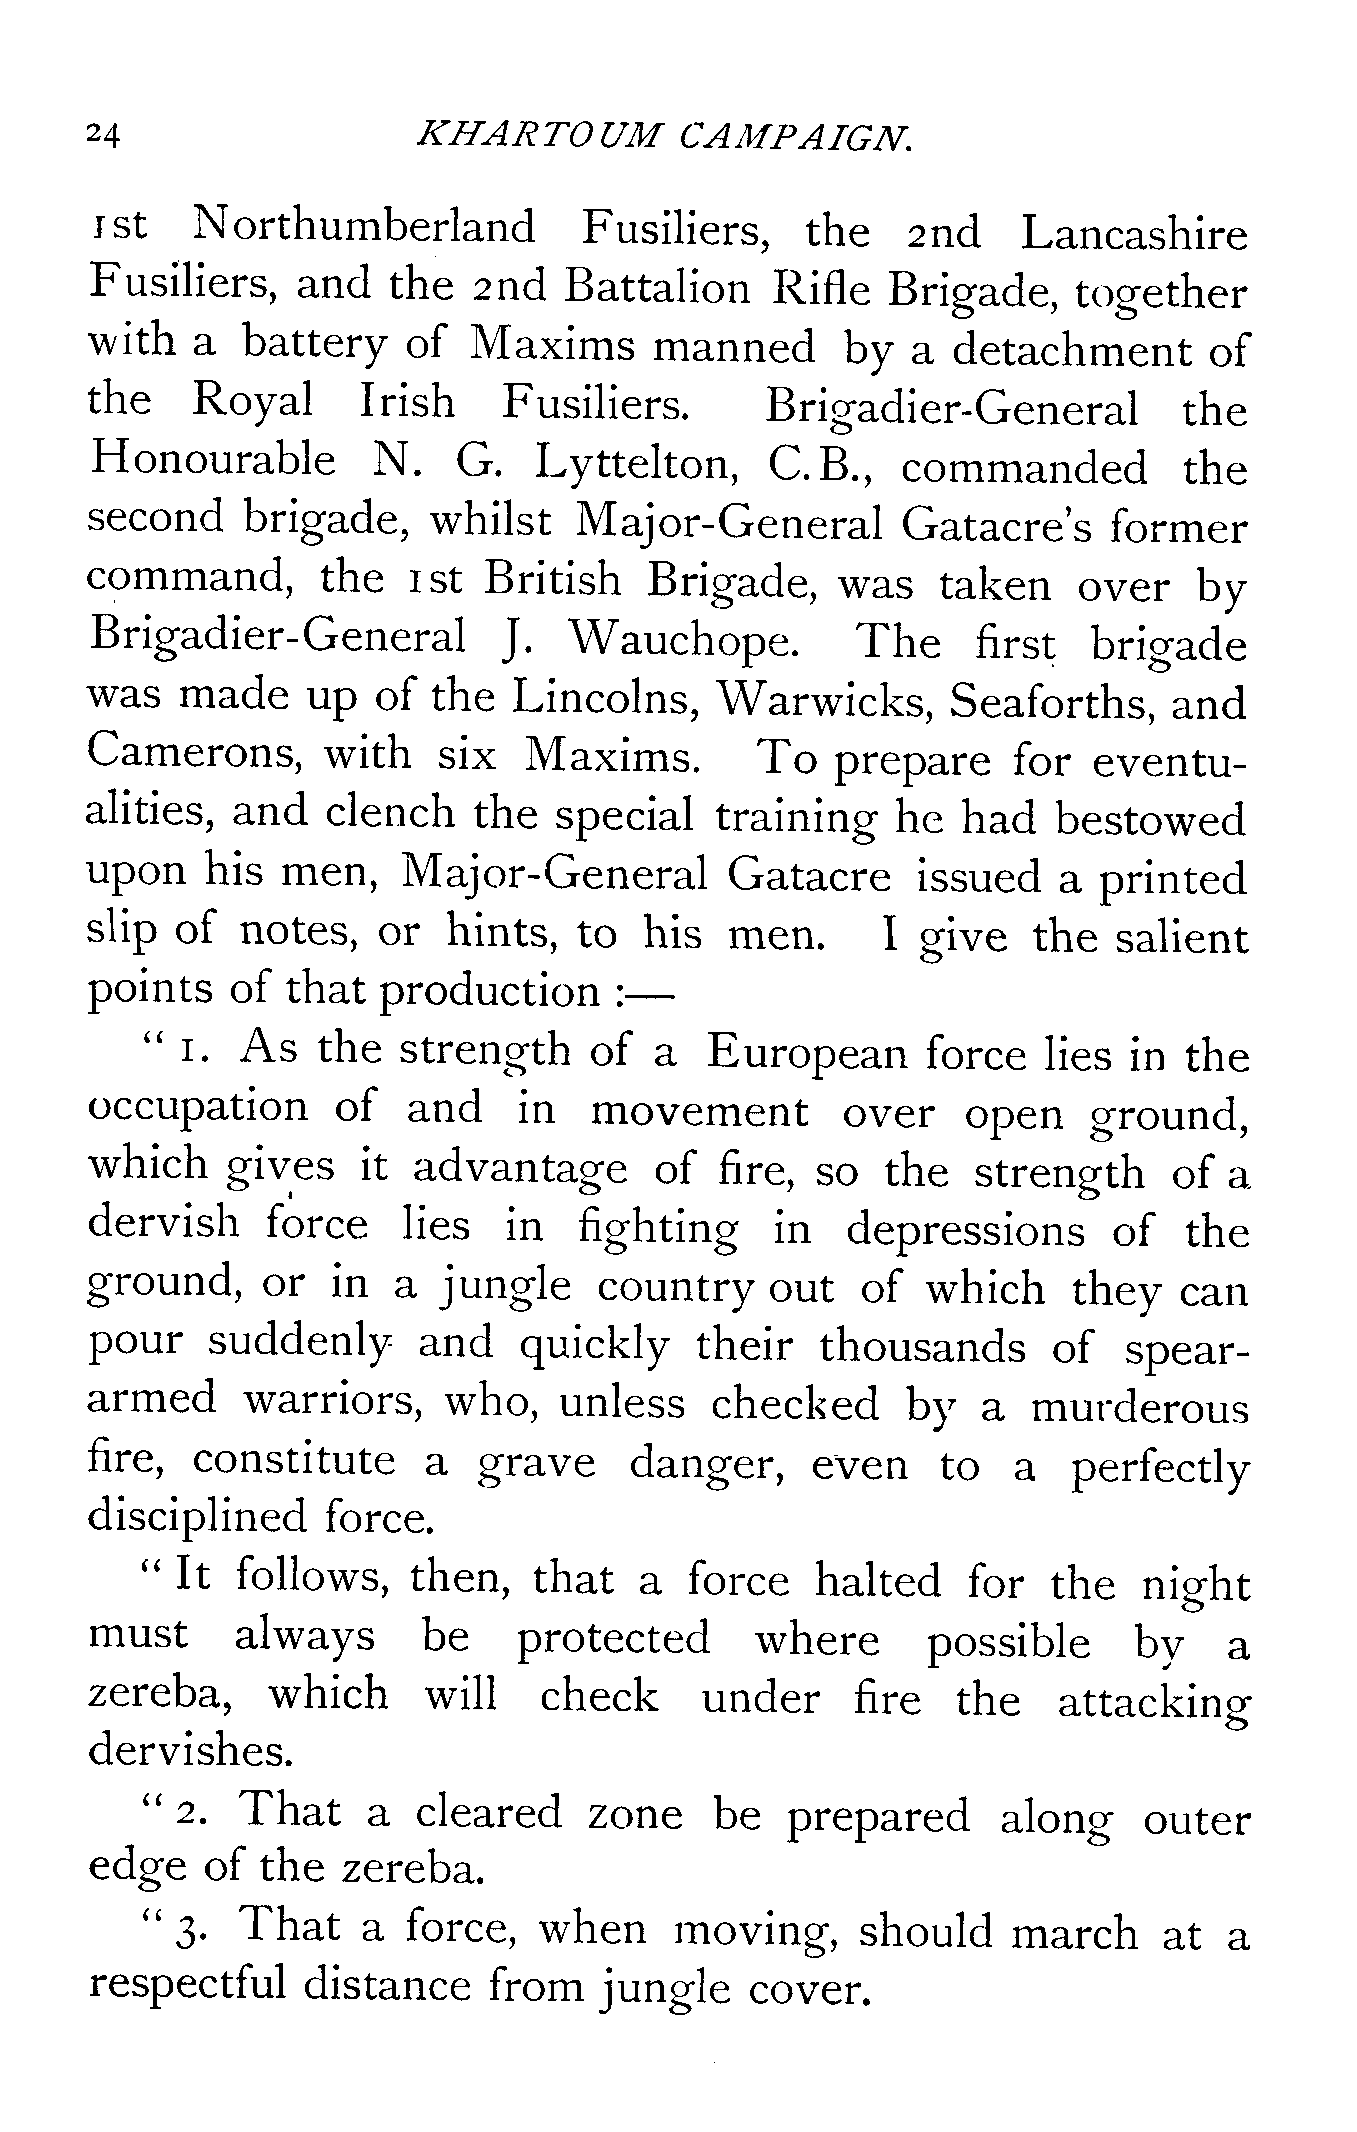 24 KHARTOUM CAMPAIGN.
1st Northumberland Fusiliers, the 2nd Lancashire
Fusiliers, and the 2nd Battalion Rifle Brigade, together
with a battery of Maxims manned by a detachment of
the Royal Irish Fusiliers. Brigadier-General the
Honourable N. G. Lyttelton, C.B., commanded the
second brigade, whilst Major-General Gatacre's former
command, the 1st British Brigade, was taken over by
Brigadier-General J. Wauchope. The first brigade
was made up of the Lincolns, Warwicks, Seaforths, and
Camerons, with six Maxims. To prepare for eventu-
alities, and clench the special training he had bestowed
upon his men, Major-General Gatacre issued a printed
slip of notes, or hints, to his men. I give the salient
points of that production :—
“ 1. As the strength of a European force lies in the
occupation of and in movement over open ground,
which gives it advantage of fire, so the strength of a
dervish force lies in fighting in depressions of the
ground, or in a jungle country out of which they can
pour suddenly and quickly their thousands of spear-
armed warriors, who, unless checked by a murderous
fire, constitute a grave danger, even to a perfectly
disciplined force.
“ It follows, then, that a force halted for the night
must always be protected where possible by a
zereba, which will check under fire the attacking
dervishes.
“ 2. That a cleared zone be prepared along outer
edge of the zereba.
“ 3. That a force, when moving, should march at a
respectful distance from jungle cover.